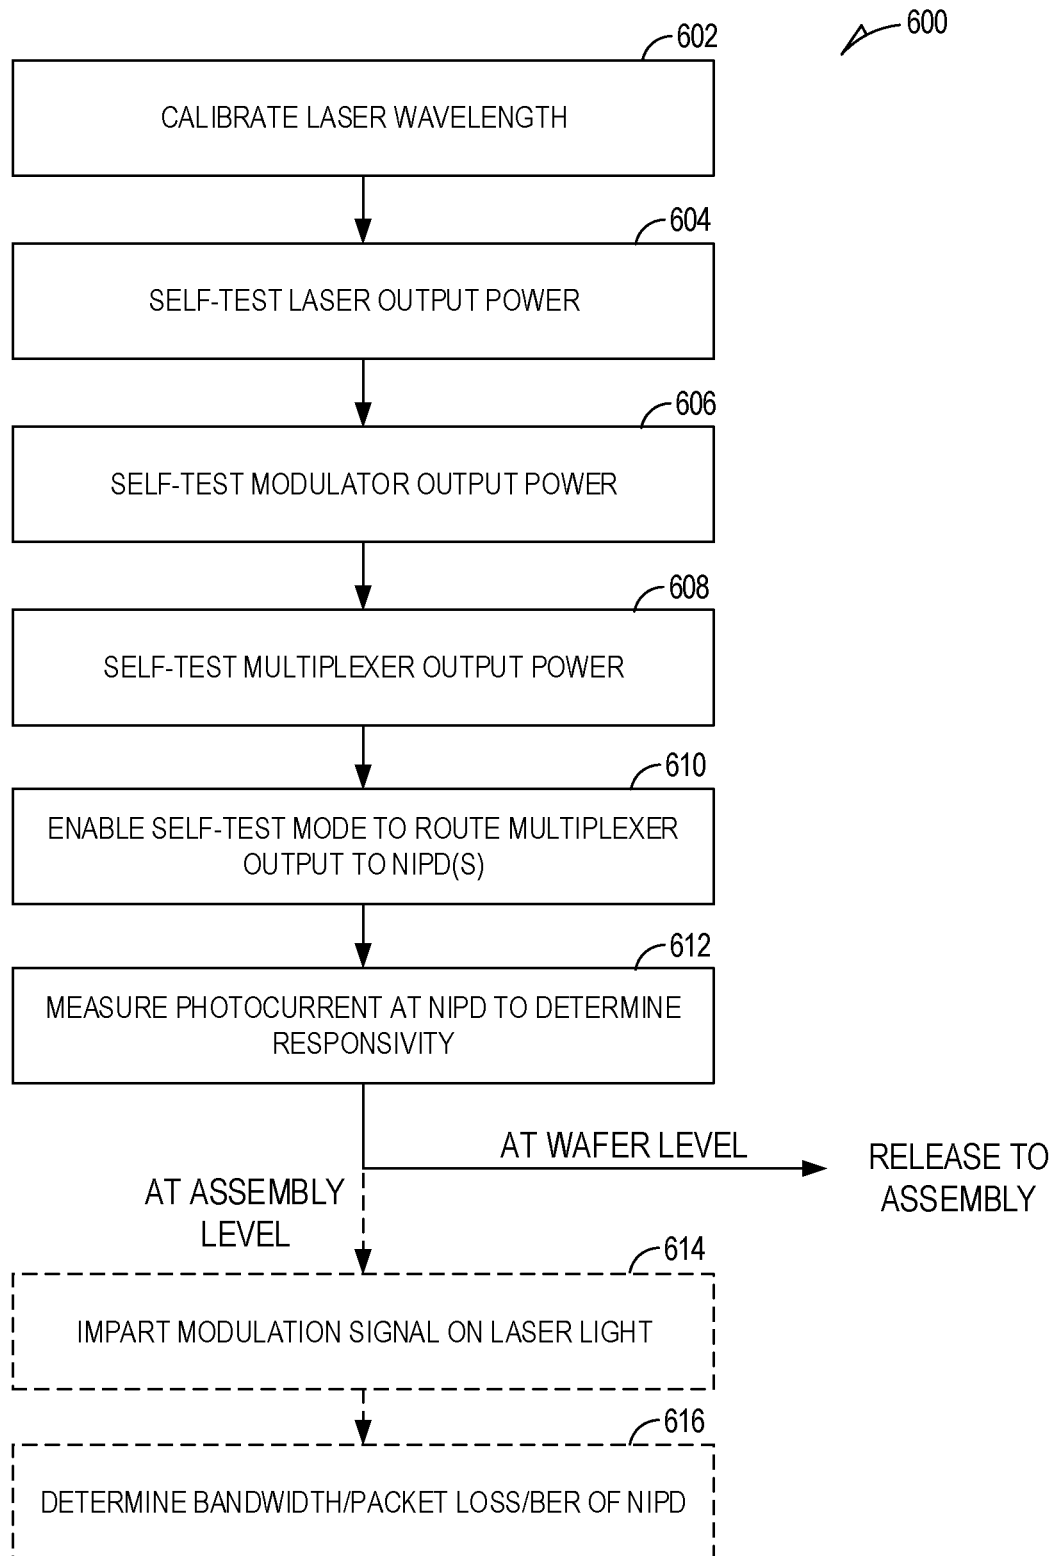 600
602
CALIBRATE LASER WAVELENGTH
604
SELF-TEST LASER OUTPUT POWER
606
SELF-TEST MODULATOR OUTPUT POWER
608
SELF-TEST MULTIPLEXER OUTPUT POWER
610
ENABLE SELF-TEST MODE TO ROUTE MULTIPLEXER
OUTPUT TO NIPD(S)
612
MEASURE PHOTOCURRENT AT NIPD TO DETERMINE
RESPONSIVITY
AT WAFER LEVEL
RELEASE TO
ASSEMBLY
AT ASSEMBLY
LEVEL
614
IMPART MODULATION SIGNAL ON LASER LIGHT
616
DETERMINE BANDWIDTH/PACKET LOSS/BER OF NIPD